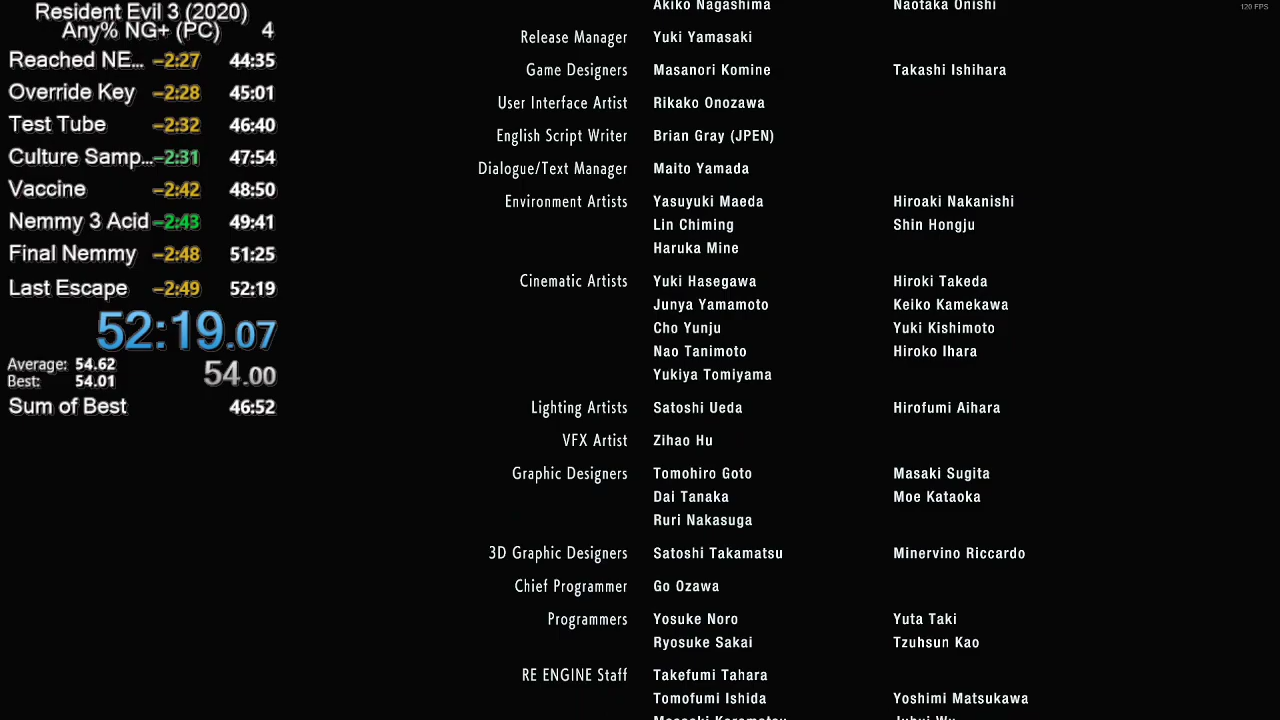 Resident Evil 3 (2020)
Any% NG+ (PC) 4
Reached NE... −2:27 44:35
Override Key −2:28 45:01
Test Tube −2:32 46:40
Culture Samp... −2:31 47:54
Vaccine −2:42 48:50
Nemmy 3 Acid −2:43 49:41
Final Nemmy −2:48 51:25
Last Escape −2:49 52:19
52:19.07
Average: 54.62
Best: 54.01
54.00
Sum of Best 46:52
Akiko Nagashima Naotaka Onishi
Release Manager Yuki Yamasaki
Game Designers Masanori Komine Takashi Ishihara
User Interface Artist Rikako Onozawa
English Script Writer Brian Gray (JPEN)
Dialogue/Text Manager Maito Yamada
Environment Artists Yasuyuki Maeda Hiroaki Nakanishi
Lin Chiming Shin Hongju
Haruka Mine
Cinematic Artists Yuki Hasegawa Hiroki Takeda
Junya Yamamoto Keiko Kamekawa
Cho Yunju Yuki Kishimoto
Nao Tanimoto Hiroko Ihara
Yukiya Tomiyama
Lighting Artists Satoshi Ueda Hirofumi Aihara
VFX Artist Zihao Hu
Graphic Designers Tomohiro Goto Masaki Sugita
Dai Tanaka Moe Kataoka
Ruri Nakasuga
3D Graphic Designers Satoshi Takamatsu Minervino Riccardo
Chief Programmer Go Ozawa
Programmers Yosuke Noro Yuta Taki
Ryosuke Sakai Tzuhsun Kao
RE ENGINE Staff Takefumi Tahara
Tomofumi Ishida Yoshimi Matsukawa
120 FPS